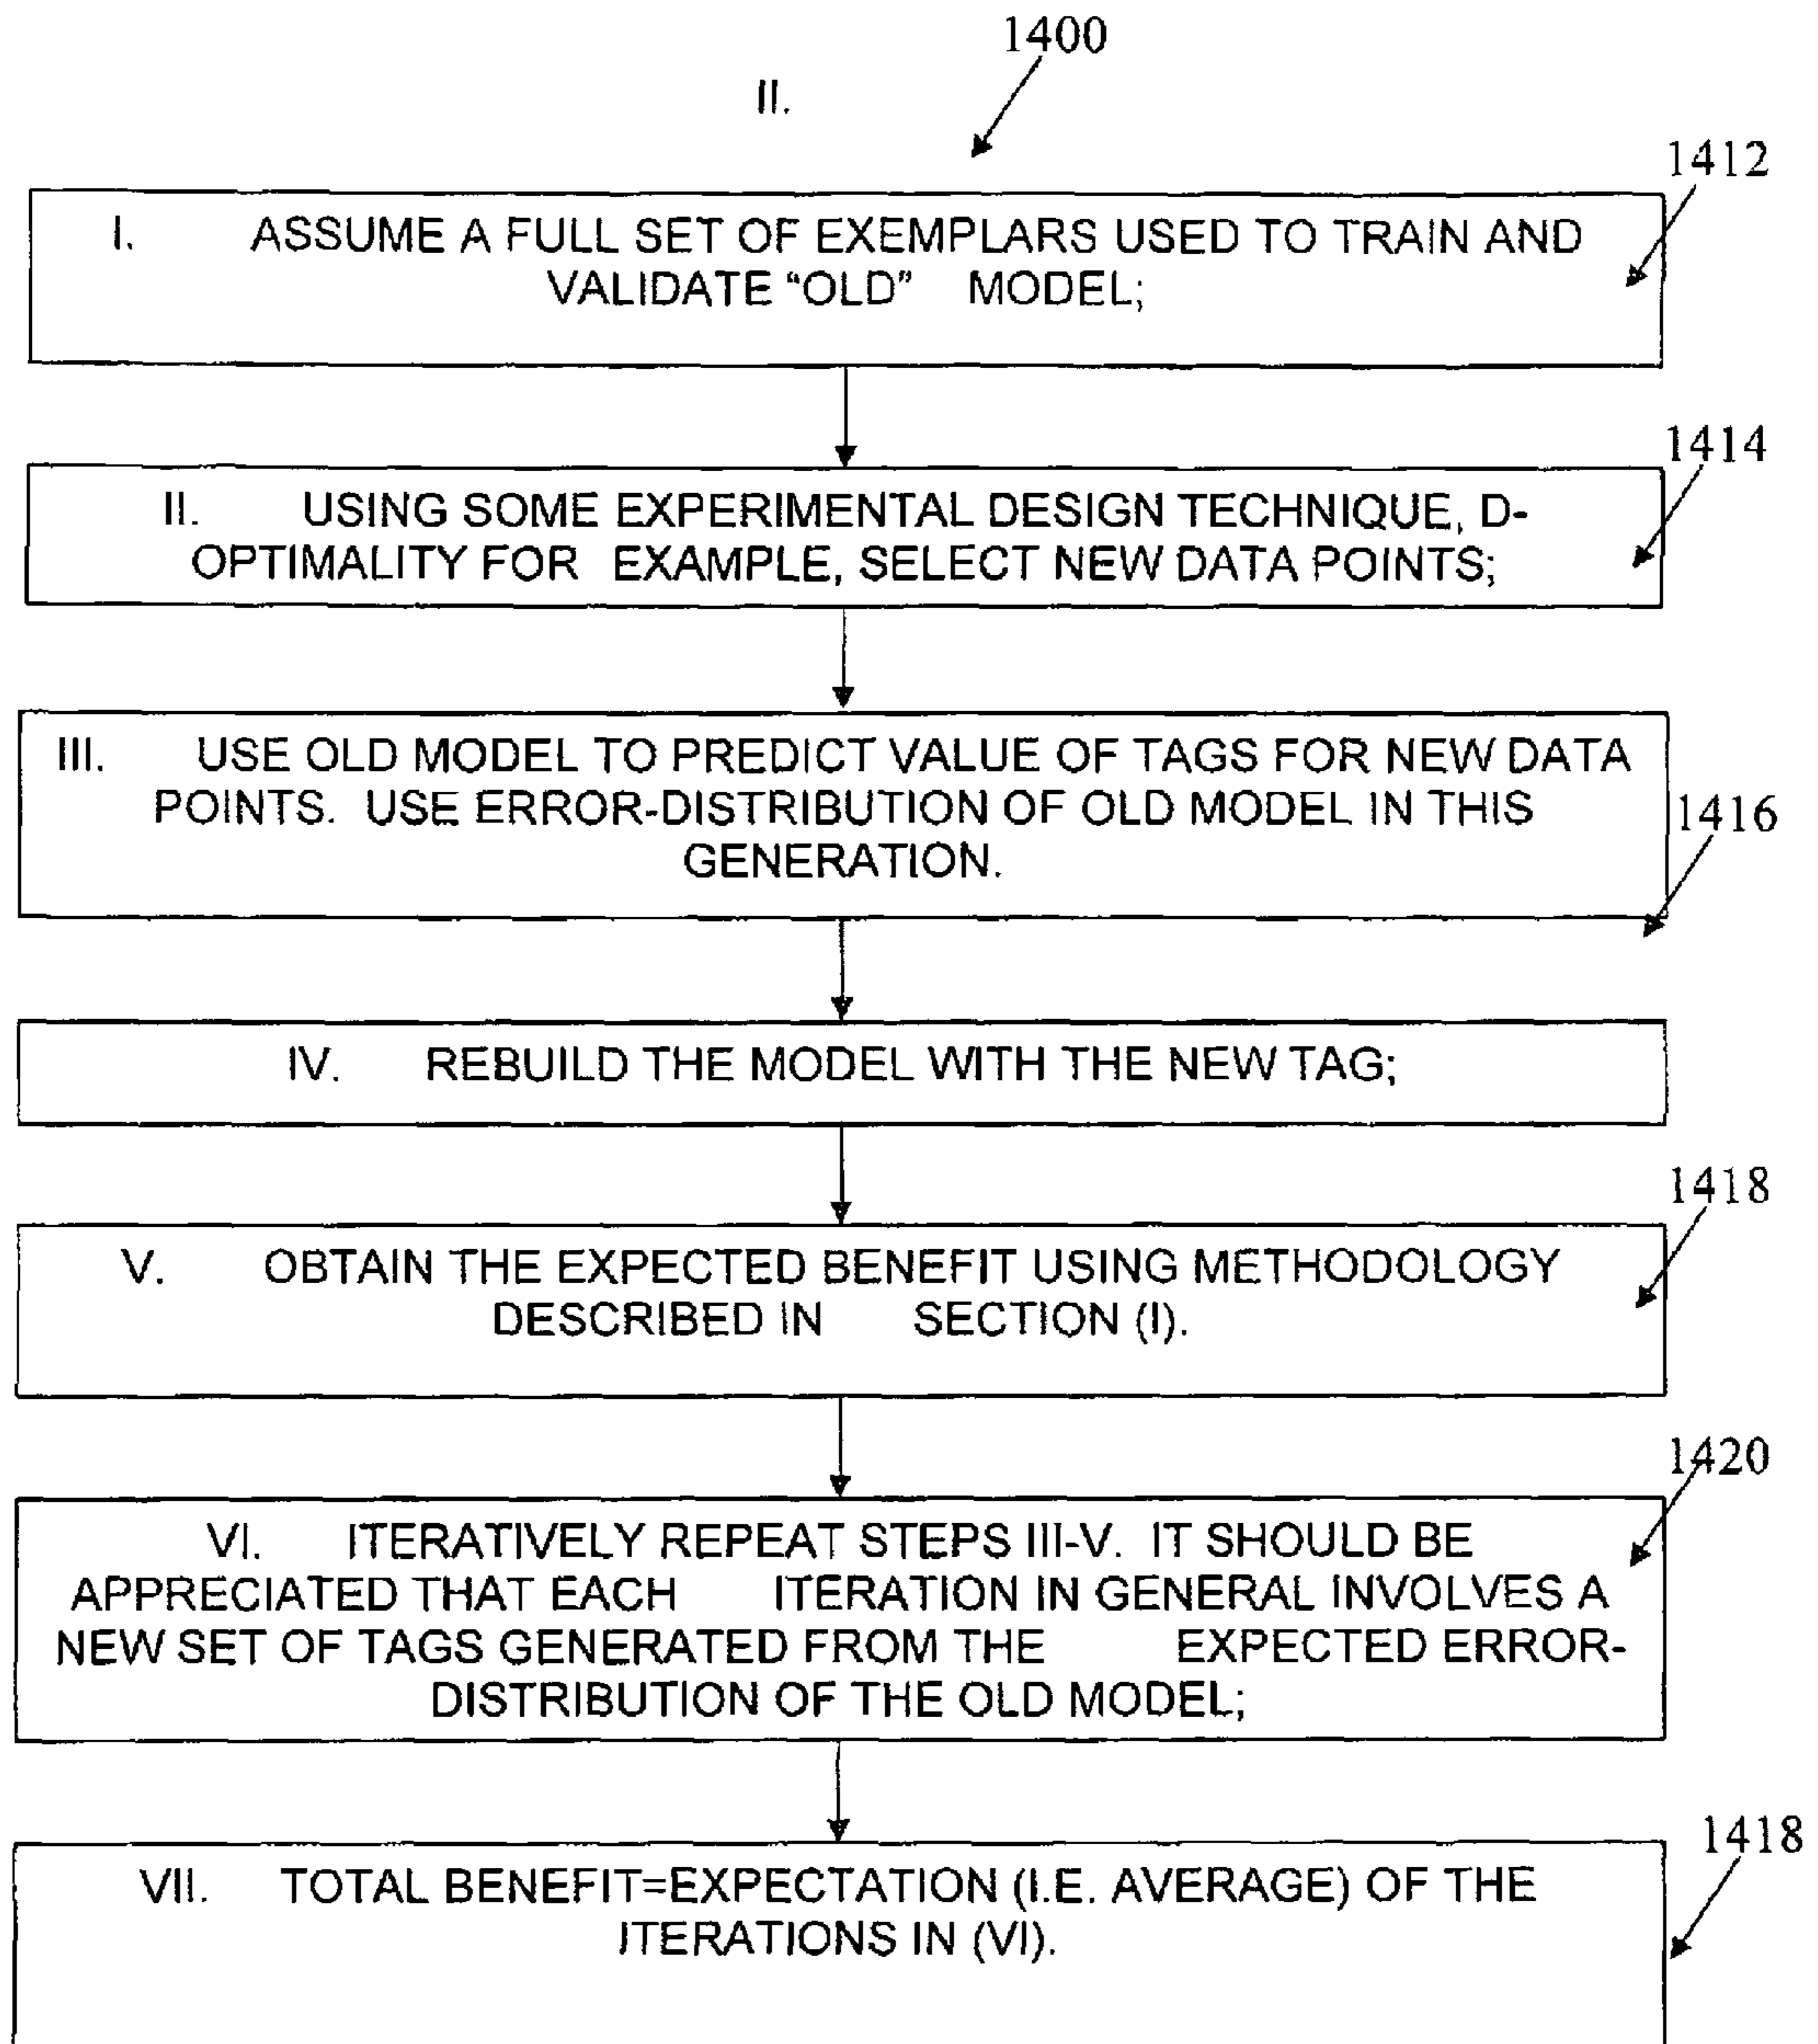 1400
II.
1412
I. ASSUME A FULL SET OF EXEMPLARS USED TO TRAIN AND
VALIDATE “OLD” MODEL;
1414
II. USING SOME EXPERIMENTAL DESIGN TECHNIQUE, D-
OPTIMALITY FOR EXAMPLE, SELECT NEW DATA POINTS;
III. USE OLD MODEL TO PREDICT VALUE OF TAGS FOR NEW DATA
POINTS. USE ERROR-DISTRIBUTION OF OLD MODEL IN THIS
GENERATION.
1416
IV. REBUILD THE MODEL WITH THE NEW TAG;
1418
V. OBTAIN THE EXPECTED BENEFIT USING METHODOLOGY
DESCRIBED IN SECTION (I).
1420
VI. ITERATIVELY REPEAT STEPS III-V. IT SHOULD BE
APPRECIATED THAT EACH ITERATION IN GENERAL INVOLVES A
NEW SET OF TAGS GENERATED FROM THE EXPECTED ERROR-
DISTRIBUTION OF THE OLD MODEL;
1418
VII. TOTAL BENEFIT=EXPECTATION (I.E. AVERAGE) OF THE
ITERATIONS IN (VI).